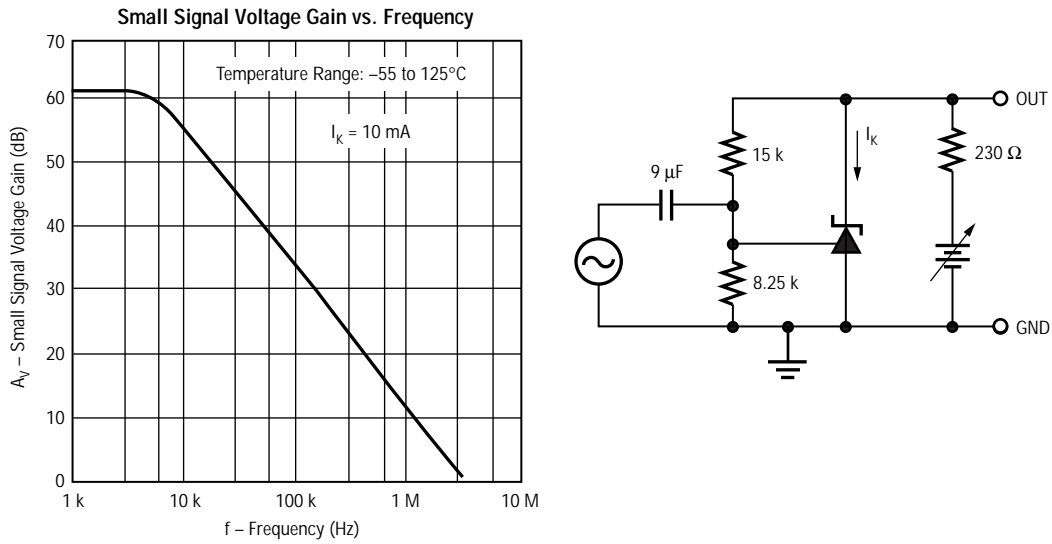 Small Signal Voltage Gain vs. Frequency
70
60
50
40
30
20
10
0
A_V – Small Signal Voltage Gain (dB)
Temperature Range: –55 to 125°C
I_K = 10 mA
1 k
10 k
100 k
1 M
10 M
f – Frequency (Hz)
9 µF
15 k
8.25 k
I_K
230 Ω
OUT
GND